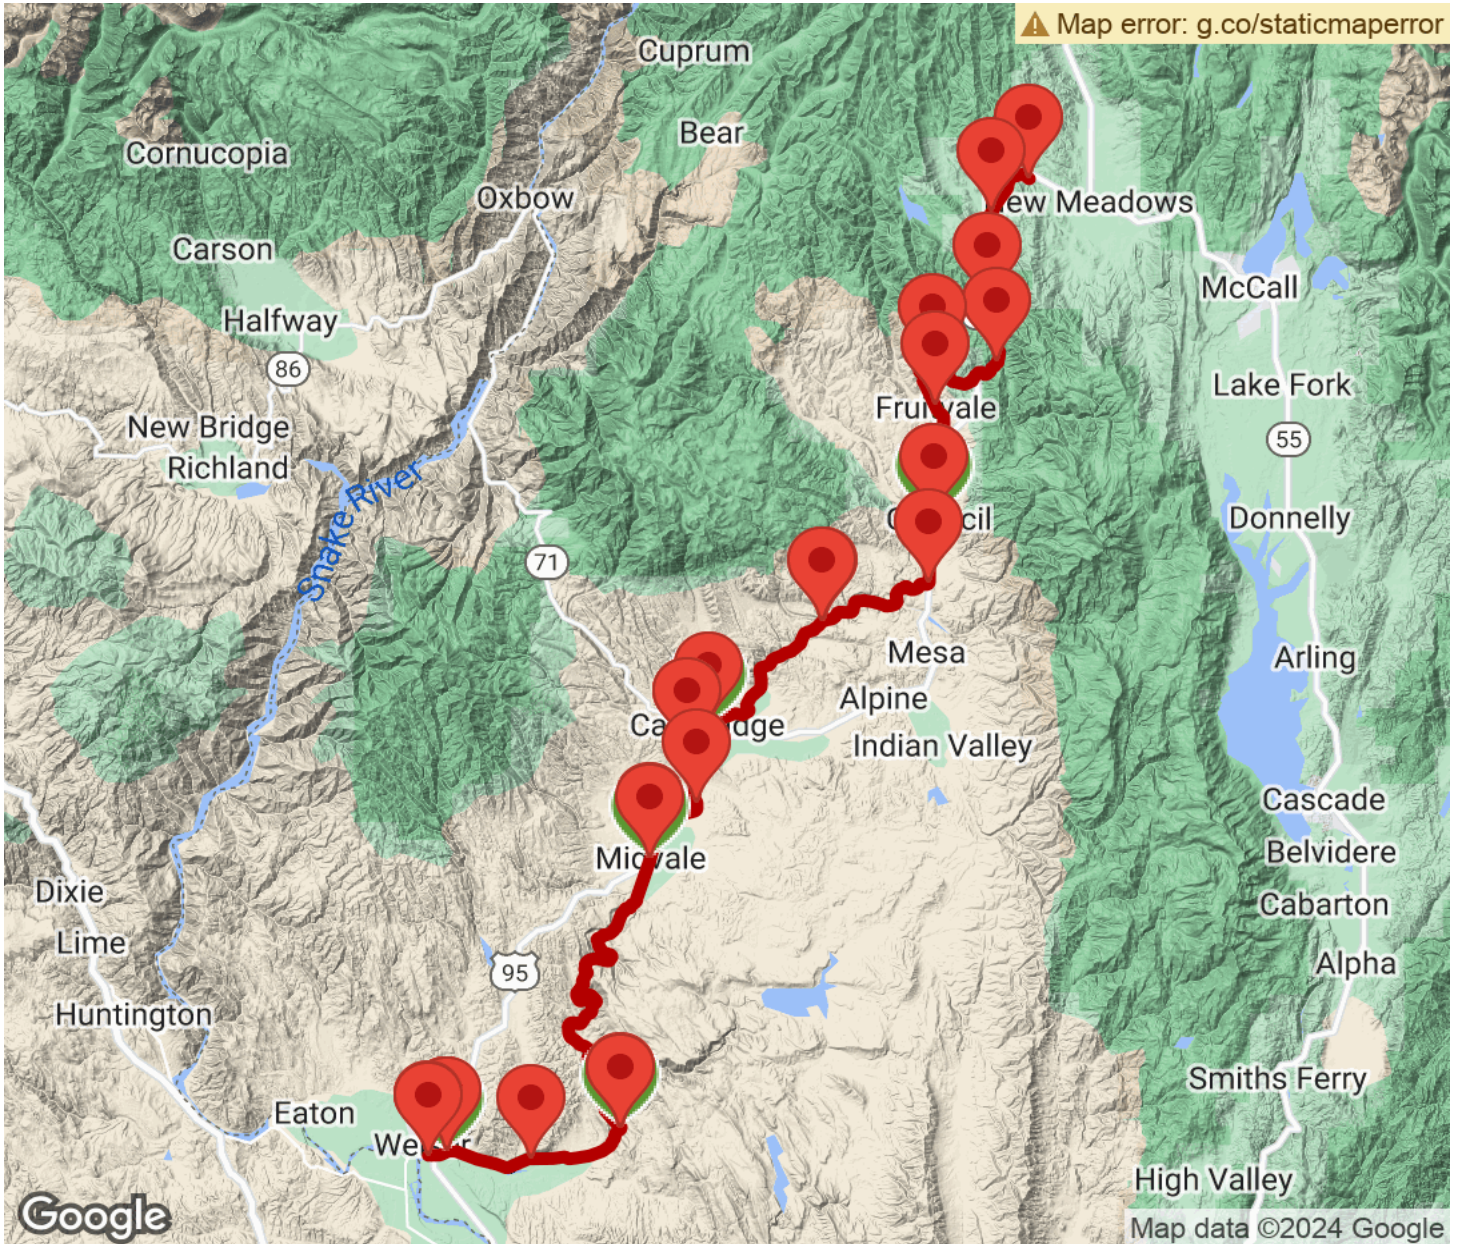 Map error: g.co/staticmaperror
Cuprum
Bear
Cornucopia
Oxbow
New Meadows
Carson
McCall
Halfway
86
Lake Fork
Fruitvale
New Bridge
55
Richland
Snake River
Donnelly
71
Mesa
Arling
Alpine
Indian Valley
Cascade
Belvidere
Dixie
Cabarton
Lime
Alpha
95
Huntington
Smiths Ferry
Eaton
High Valley
Google
Map data ©2024 Google